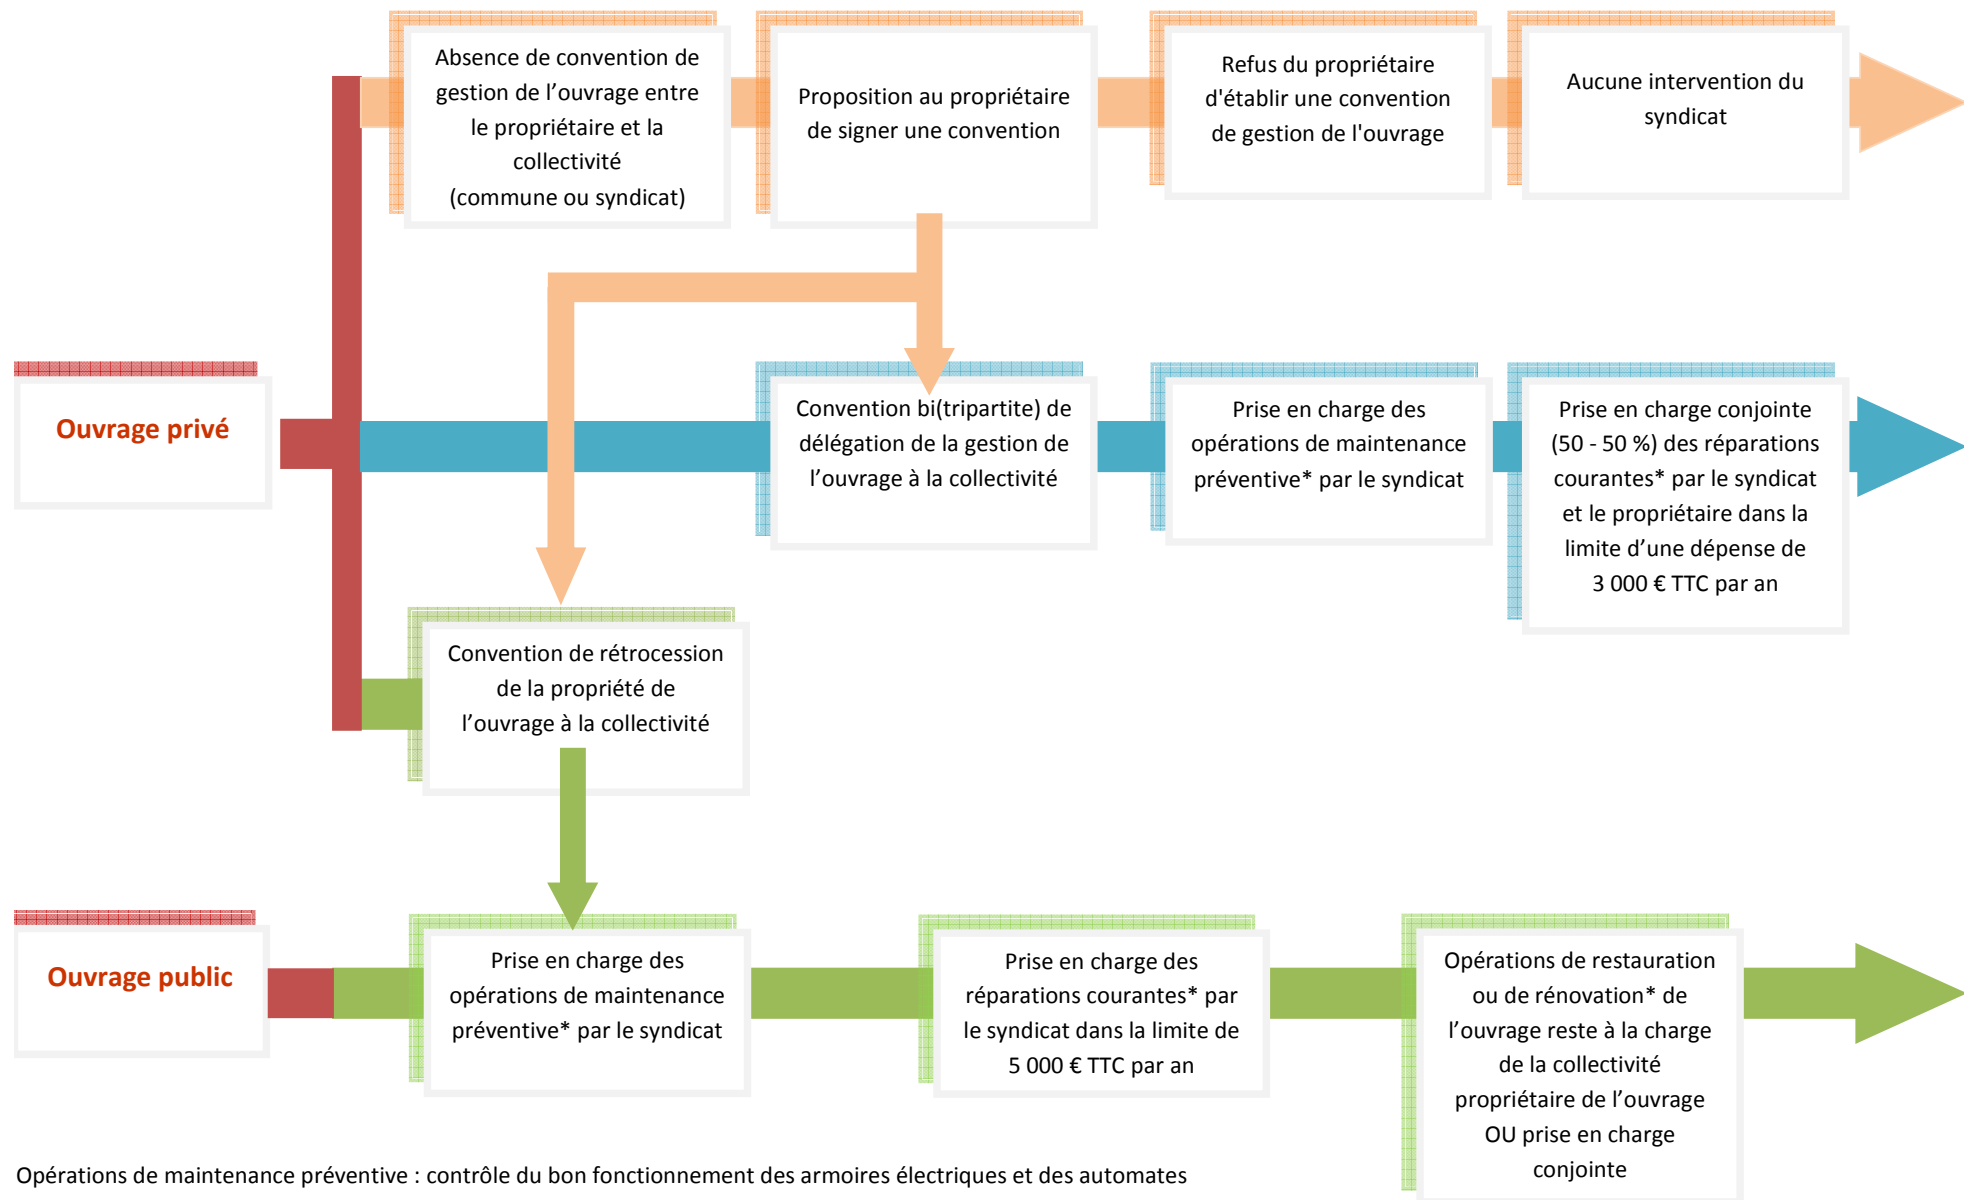 Absence de convention de
gestion de l’ouvrage entre
le propriétaire et la
collectivité
(commune ou syndicat)
Proposition au propriétaire
de signer une convention
Refus du propriétaire
d'établir une convention
de gestion de l'ouvrage
Aucune intervention du
syndicat
Ouvrage privé
Convention bi(tripartite) de
délégation de la gestion de
l’ouvrage à la collectivité
Prise en charge des
opérations de maintenance
préventive* par le syndicat
Prise en charge conjointe
(50 - 50 %) des réparations
courantes* par le syndicat
et le propriétaire dans la
limite d’une dépense de
3 000 € TTC par an
Convention de rétrocession
de la propriété de
l’ouvrage à la collectivité
Ouvrage public
Prise en charge des
opérations de maintenance
préventive* par le syndicat
Prise en charge des
réparations courantes* par
le syndicat dans la limite de
5 000 € TTC par an
Opérations de restauration
ou de rénovation* de
l’ouvrage reste à la charge
de la collectivité
propriétaire de l’ouvrage
OU prise en charge
conjointe
Opérations de maintenance préventive : contrôle du bon fonctionnement des armoires électriques et des automates